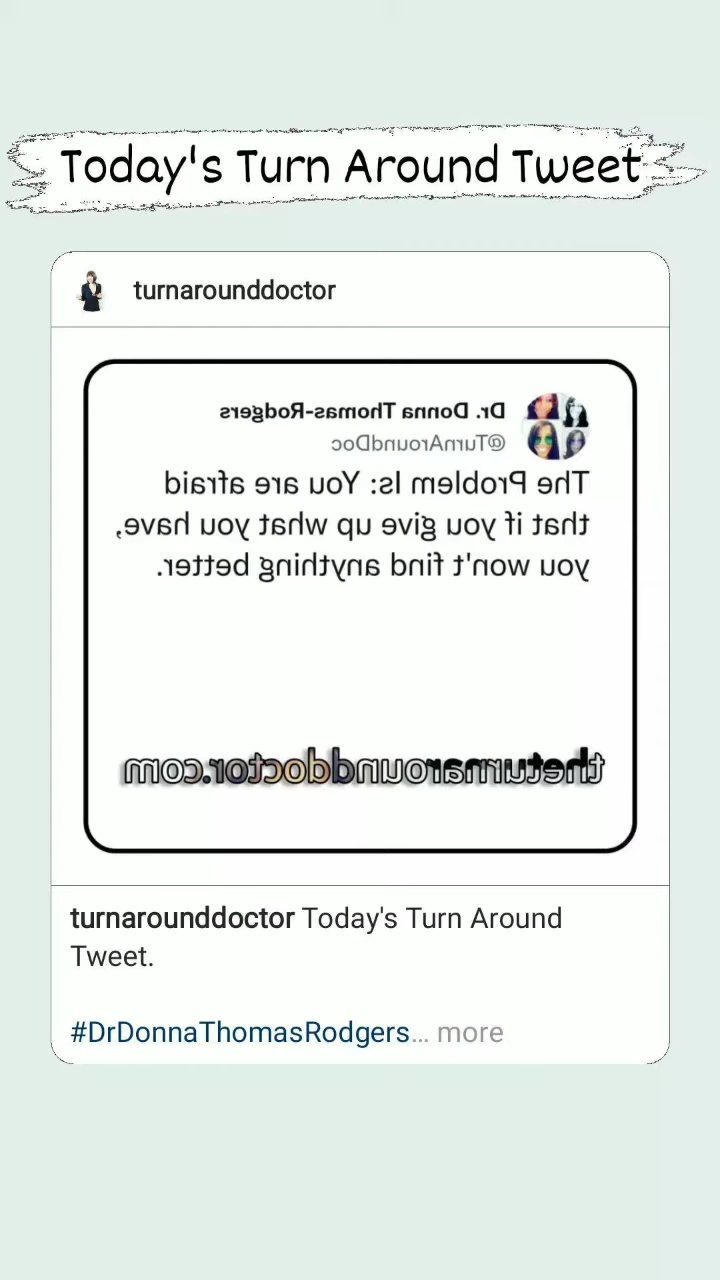 Today's Turn Around Tweet
turnarounddoctor
Dr. Donna Thomas-Rodgers
@TurnAroundDoc
The Problem Is: You are afraid
that if you give up what you have,
you won't find anything better.
theturnarounddoctor.com
turnarounddoctor Today's Turn Around
Tweet.
#DrDonnaThomasRodgers... more